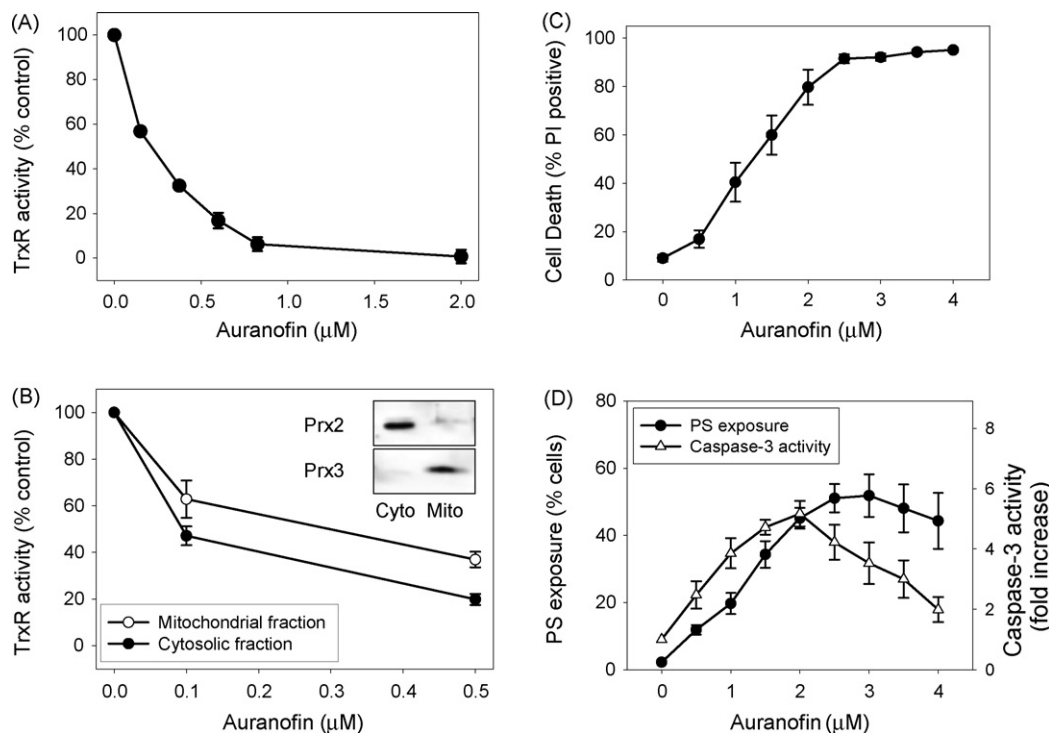 (A)
100
80
60
40
20
0
TrxR activity (% control)
0.0 0.5 1.0 1.5 2.0
Auranofin (µM)
(B)
100
80
60
40
20
0
TrxR activity (% control)
Prx2
Prx3
Cyto Mito
Mitochondrial fraction
Cytosolic fraction
0.0 0.1 0.2 0.3 0.4 0.5
Auranofin (µM)
(C)
100
80
60
40
20
0
Cell Death (% PI positive)
0 1 2 3 4
Auranofin (µM)
(D)
80
60
40
20
0
PS exposure (% cells)
PS exposure
Caspase-3 activity
8
6
4
2
0
Caspase-3 activity
(fold increase)
0 1 2 3 4
Auranofin (µM)